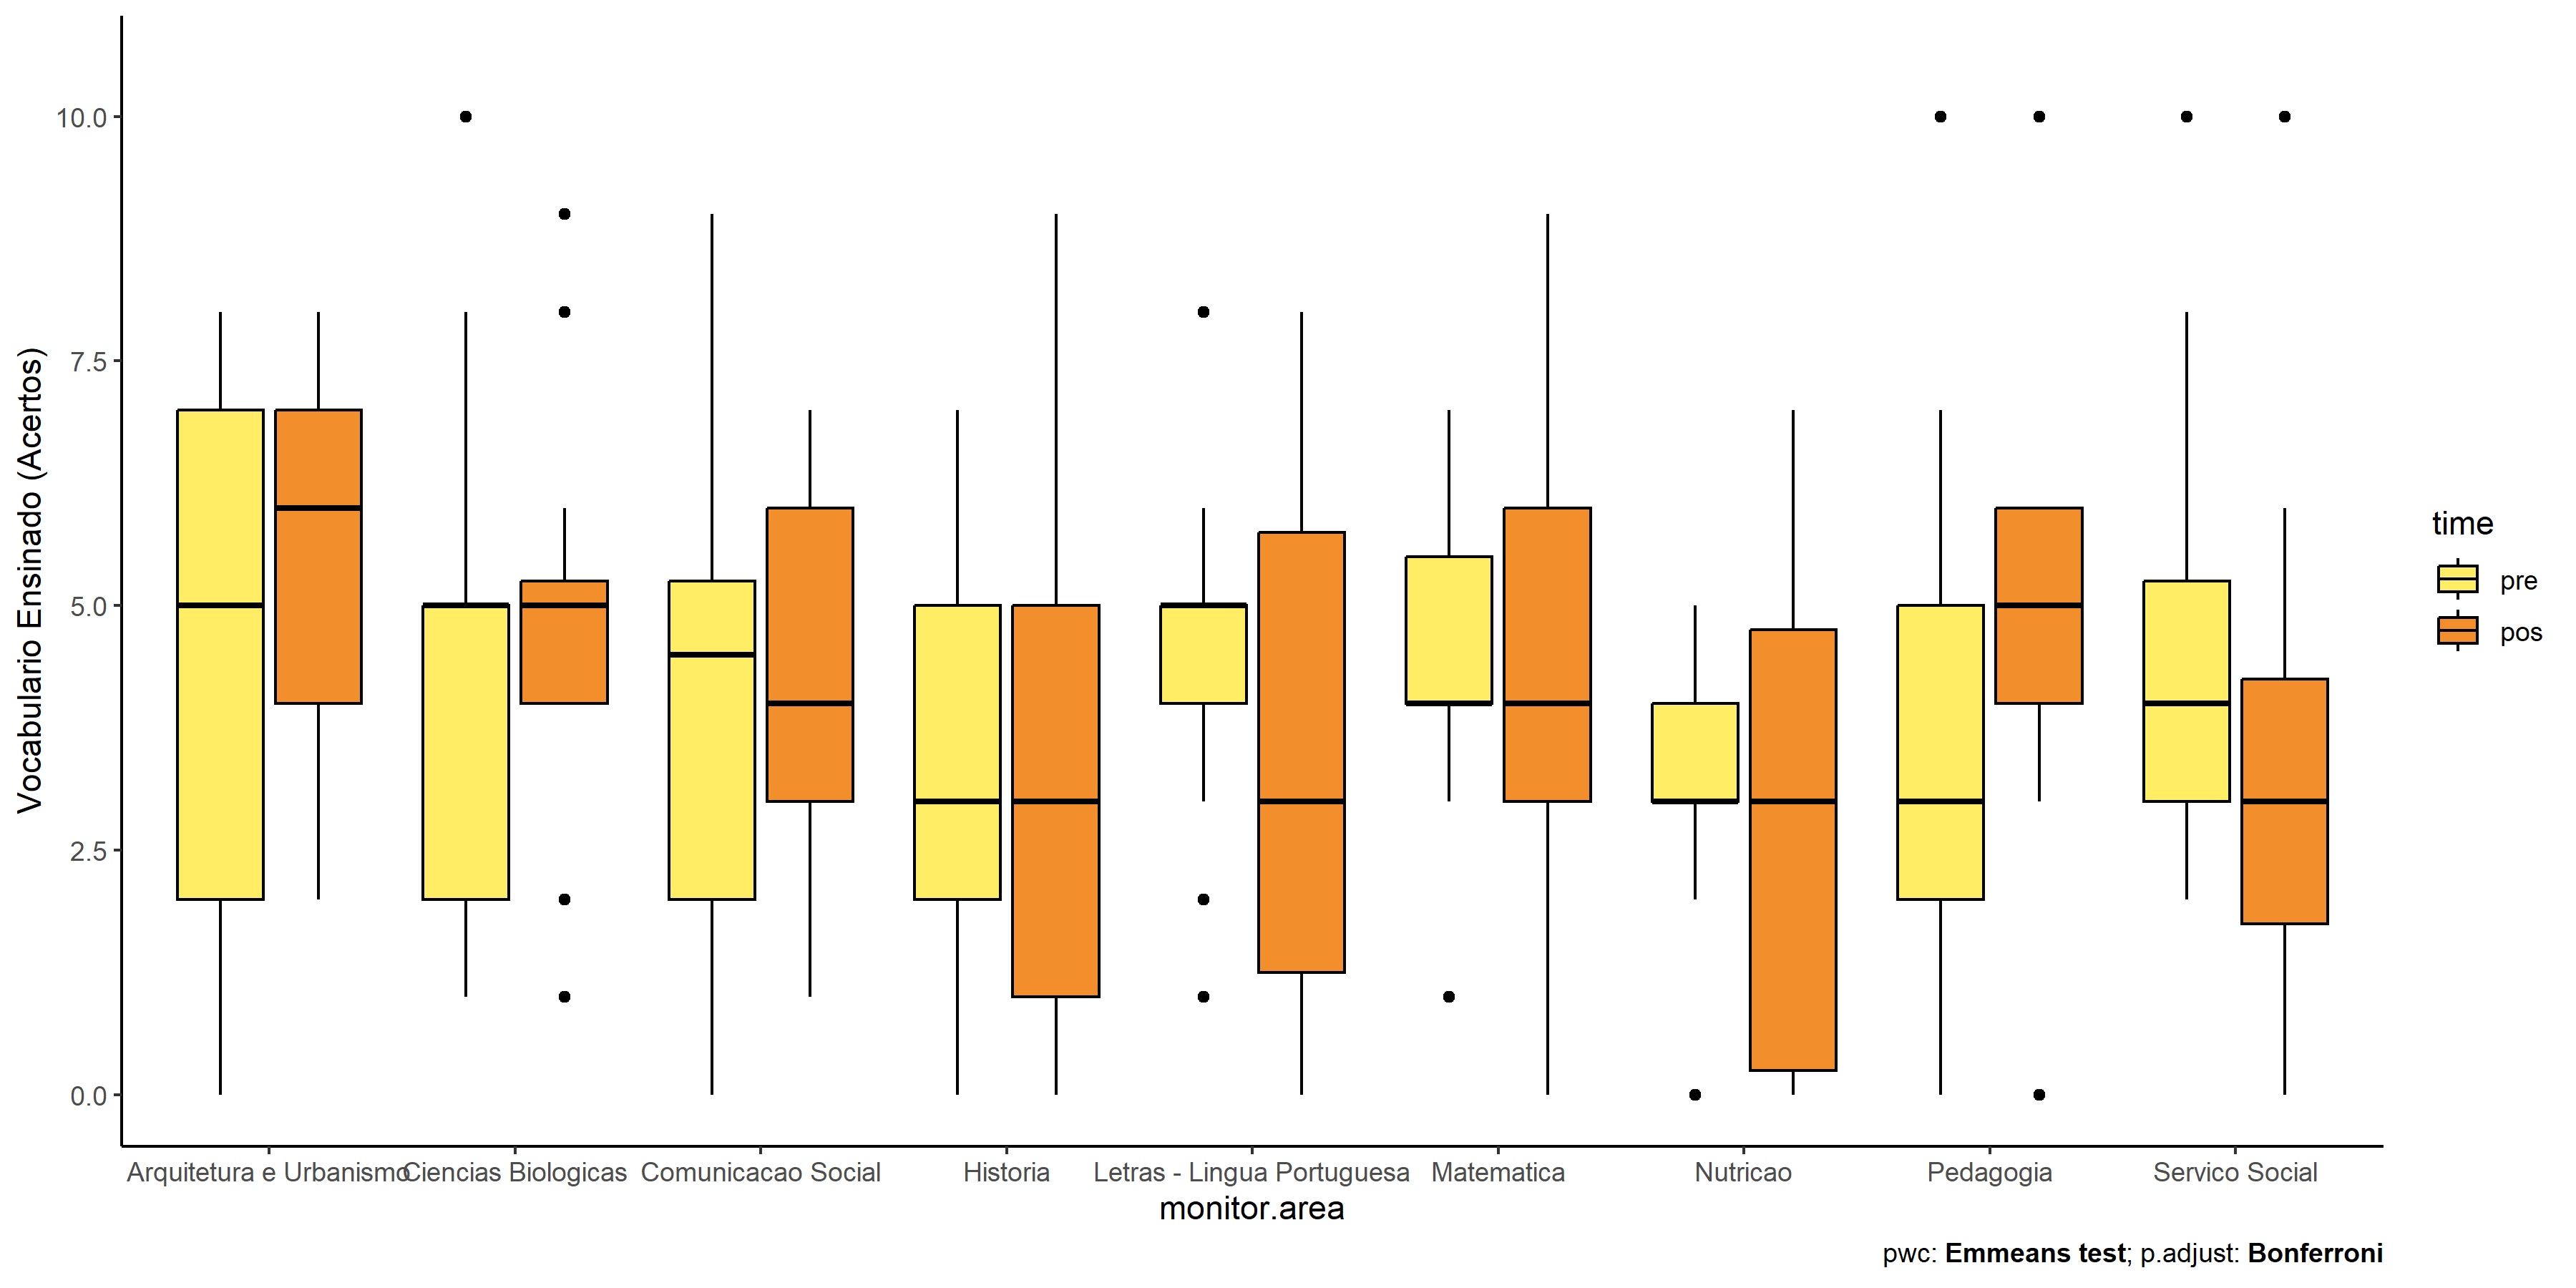 Vocabulario Ensinado (Acertos)
10.0
7.5
5.0
2.5
0.0
Arquitetura e Urbanismo
Ciencias Biologicas
Comunicacao Social
Historia
Letras - Lingua Portuguesa
Matematica
Nutricao
Pedagogia
Servico Social
monitor.area
time
pre
pos
pwc: Emmeans test; p.adjust: Bonferroni